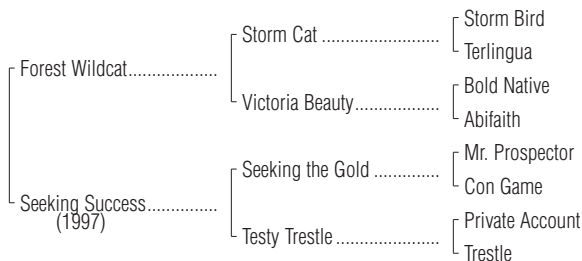 Storm Bird
Storm Cat ........................
Terlingua
Forest Wildcat..................
Bold Native
Victoria Beauty.................
Abifaith
Mr. Prospector
Seeking the Gold .............
Con Game
Seeking Success..............
(1997)
Private Account
Testy Trestle .....................
Trestle